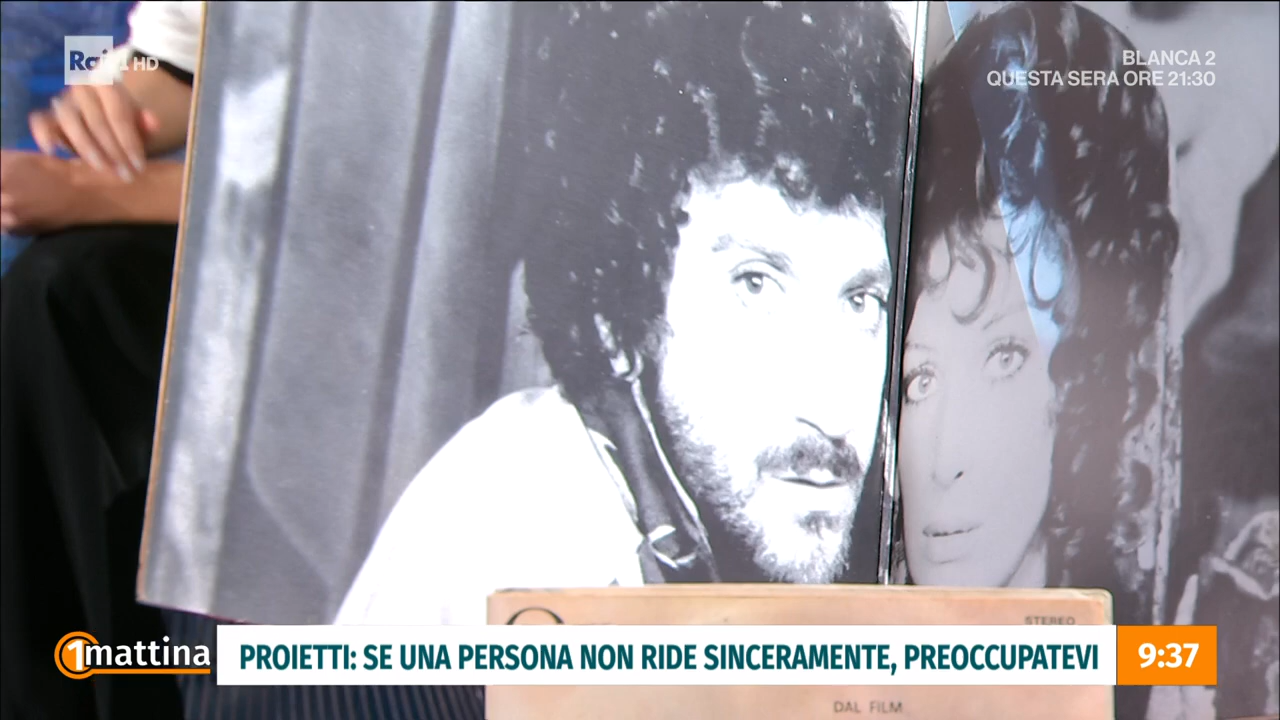 Rai 1 HD
BLANCA 2
QUESTA SERA ORE 21:30
STEREO
1mattina
PROIETTI: SE UNA PERSONA NON RIDE SINCERAMENTE, PREOCCUPATEVI
9:37
DAL FILM